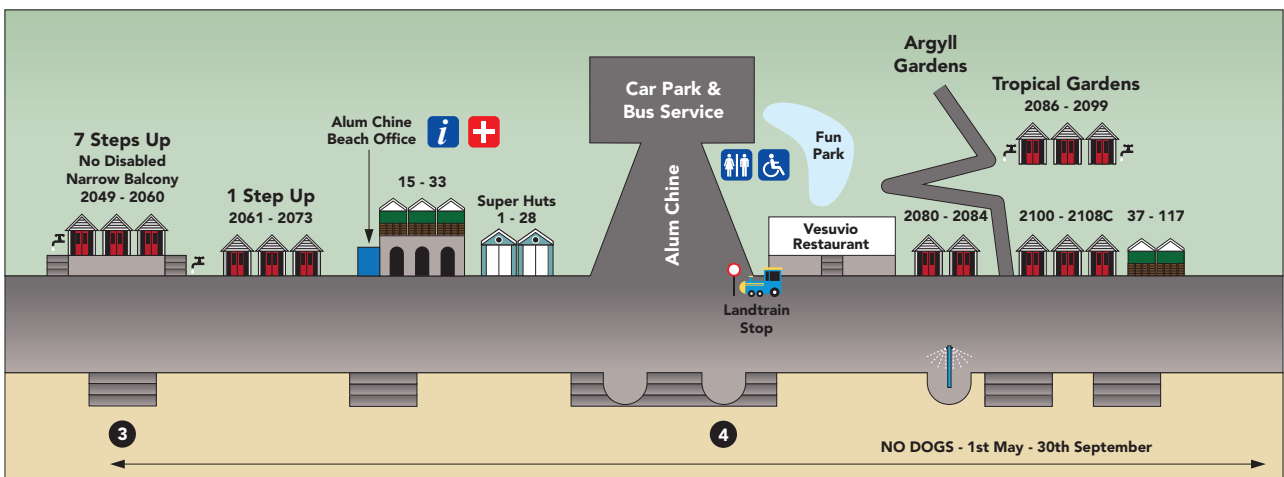 7 Steps Up
No Disabled
Narrow Balcony
2049 - 2060
1 Step Up
2061 - 2073
Alum Chine
Beach Office
i
15 - 33
Super Huts
1 - 28
Car Park &
Bus Service
Alum Chine
Fun
Park
Argyll
Gardens
Tropical Gardens
2086 - 2099
Vesuvio
Restaurant
2080 - 2084
2100 - 2108C
37 - 117
Landtrain
Stop
3
4
NO DOGS - 1st May - 30th September